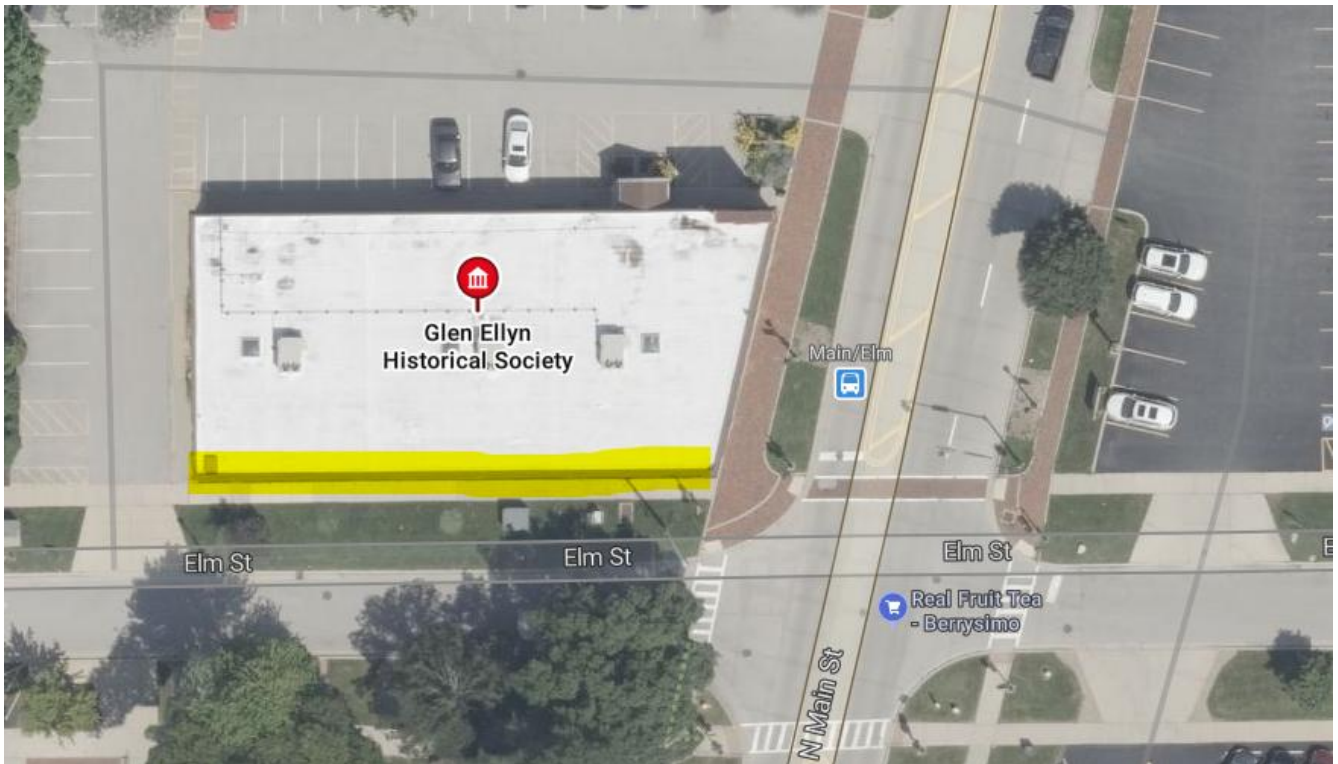 Glen Ellyn
Historical Society
Main/Elm
Elm St
Elm St
Elm St
Real Fruit Tea
- Berrysimo
N Main St